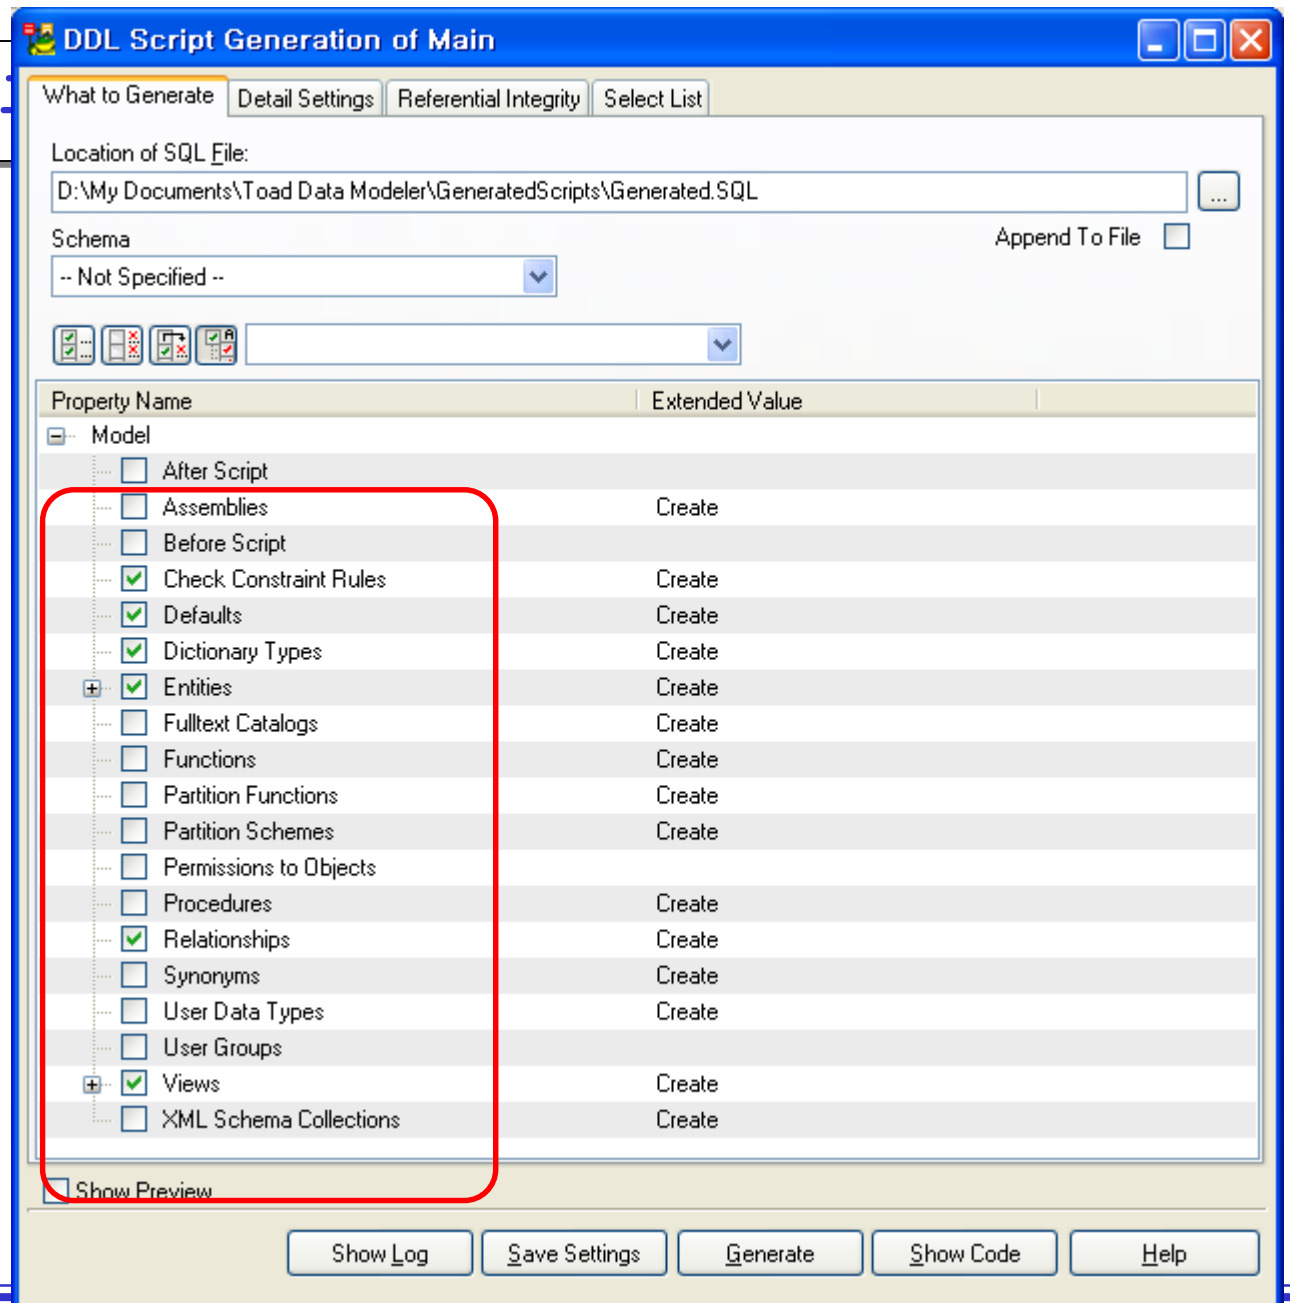 DDL Script Generation of Main
What to Generate Detail Settings Referential Integrity Select List
Location of SQL File:
D:\My Documents\Toad Data Modeler\GeneratedScripts\Generated.SQL ...
Schema Append To File
-- Not Specified --
Property Name Extended Value
Model
After Script
Assemblies Create
Before Script
Check Constraint Rules Create
Defaults Create
Dictionary Types Create
Entities Create
Fulltext Catalogs Create
Functions Create
Partition Functions Create
Partition Schemes Create
Permissions to Objects
Procedures Create
Relationships Create
Synonyms Create
User Data Types Create
User Groups
Views Create
XML Schema Collections Create
Show Preview
Show Log Save Settings Generate Show Code Help